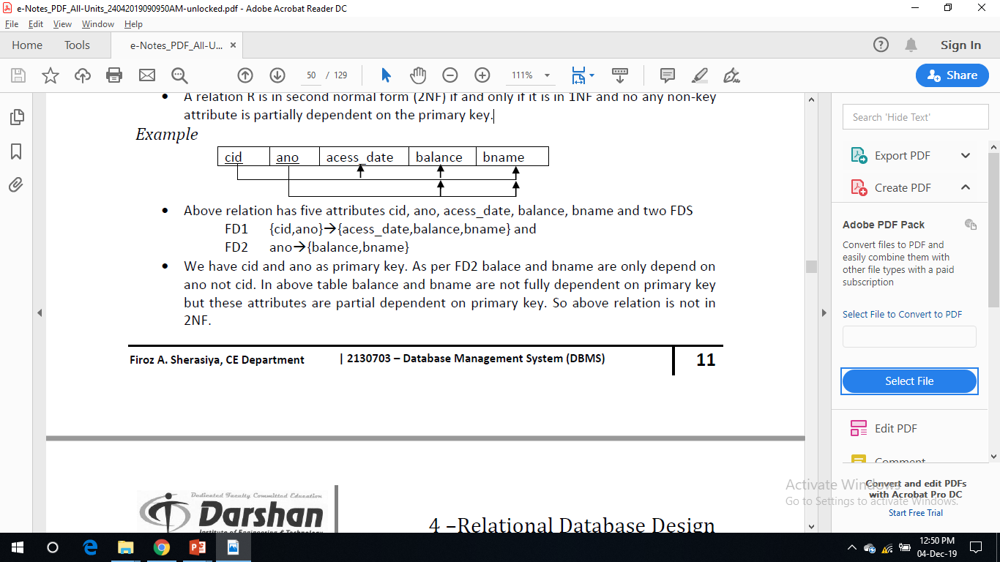 e-Notes_PDF_All-Units_24042019090950AM-unlocked.pdf - Adobe Acrobat Reader DC
File Edit View Window Help
Home Tools e-Notes_PDF_All-U... × Sign In
50 / 129 111% Share
A relation R is in second normal form (2NF) if and only if it is in 1NF and no any non-key
attribute is partially dependent on the primary key.
Example
cid ano acess_date balance bname
• Above relation has five attributes cid, ano, acess_date, balance, bname and two FDS
FD1 {cid,ano}→{acess_date,balance,bname} and
FD2 ano→{balance,bname}
• We have cid and ano as primary key. As per FD2 balace and bname are only depend on
ano not cid. In above table balance and bname are not fully dependent on primary key
but these attributes are partial dependent on primary key. So above relation is not in
2NF.
Firoz A. Sherasiya, CE Department | 2130703 – Database Management System (DBMS) 11
Dedicated Faculty Committed Education
Darshan
Institute of Engineering & Technology
4 –Relational Database Design
Search 'Hide Text'
Export PDF
Create PDF
Adobe PDF Pack
Convert files to PDF and
easily combine them with
other file types with a paid
subscription
Select File to Convert to PDF
Select File
Edit PDF
Comment
Convert and edit PDFs
with Acrobat Pro DC
Start Free Trial
Activate Windows
Go to Settings to activate Windows.
12:50 PM
04-Dec-19